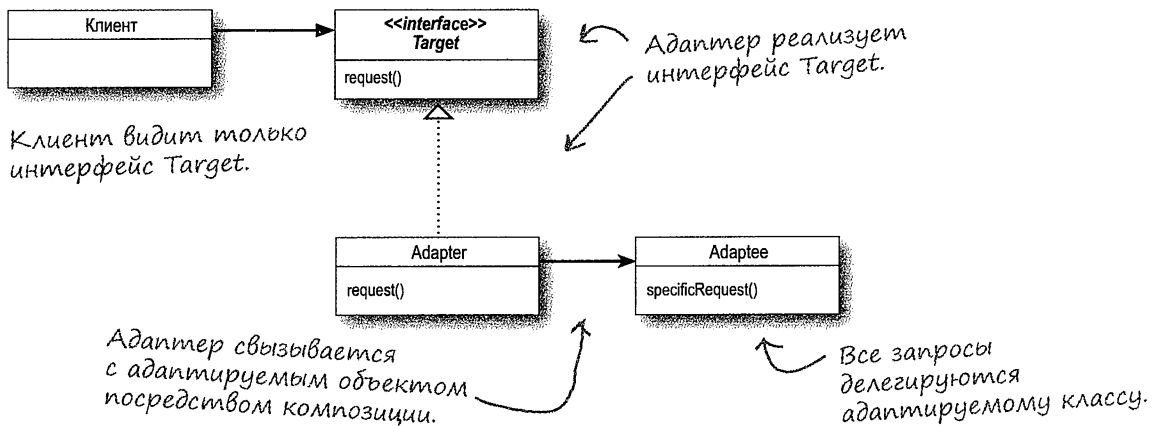 Клиент
<<interface>>
Target
request()
Адаптер реализует
интерфейс Target.
Клиент видит только
интерфейс Target.
Adapter
request()
Adaptee
specificRequest()
Адаптер свызывается
с адаптируемым объектом
посредством композиции.
Все запросы
делегируются
адаптируемому классу.